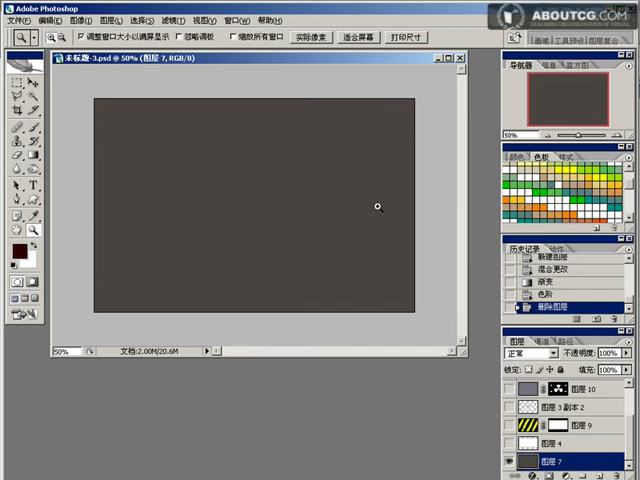 Adobe Photoshop
ABOUTCG.COM
文件(F) 编辑(E) 图像(I) 图层(L) 选择(S) 滤镜(T) 视图(V) 窗口(W) 帮助(H)
调整窗口大小以满屏显示 忽略调板 缩放所有窗口 实际像素 适合屏幕 打印尺寸
画笔 工具预设 图层复合
未标题-3.psd @ 50% (图层 7, RGB/8)
导航器 信息 直方图
50%
颜色 色板 样式
历史记录 动作
新建图层
混合更改
渐变
色阶
删除图层
50% 文档:2.00M/20.6M
图层 通道 路径
正常 不透明度: 100%
锁定: 填充: 100%
图层 10
图层 3 副本 2
图层 9
图层 4
图层 7